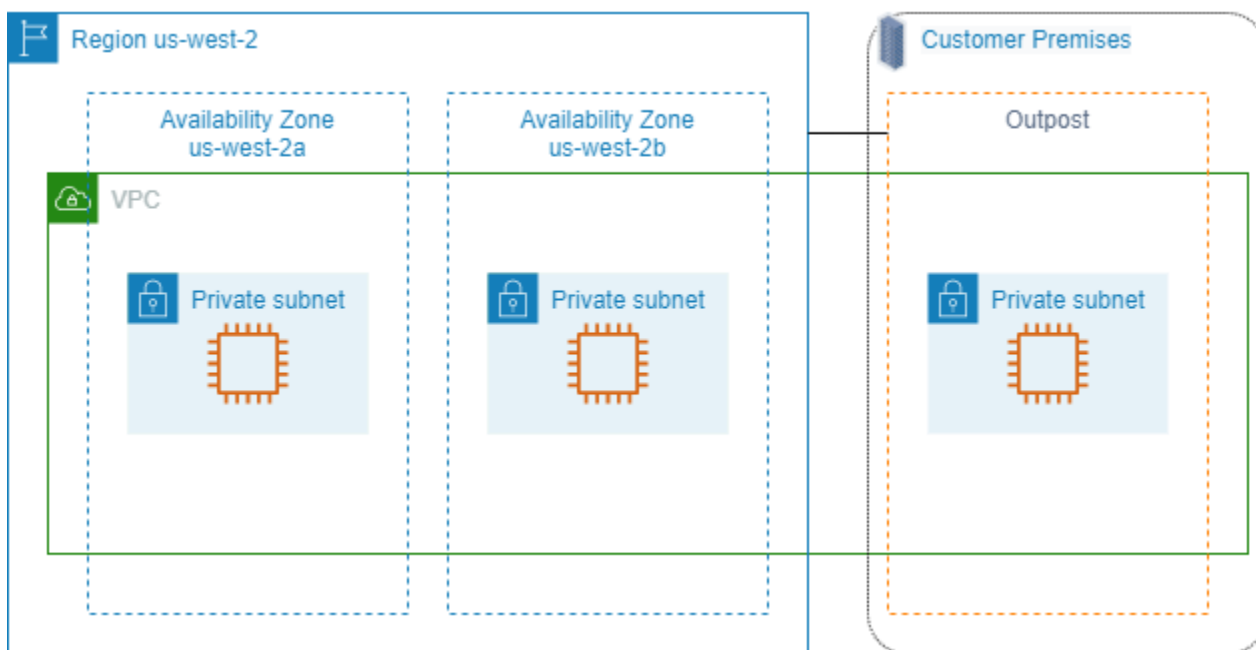 Region us-west-2
Customer Premises
Availability Zone
us-west-2a
Availability Zone
us-west-2b
Outpost
VPC
Private subnet
Private subnet
Private subnet